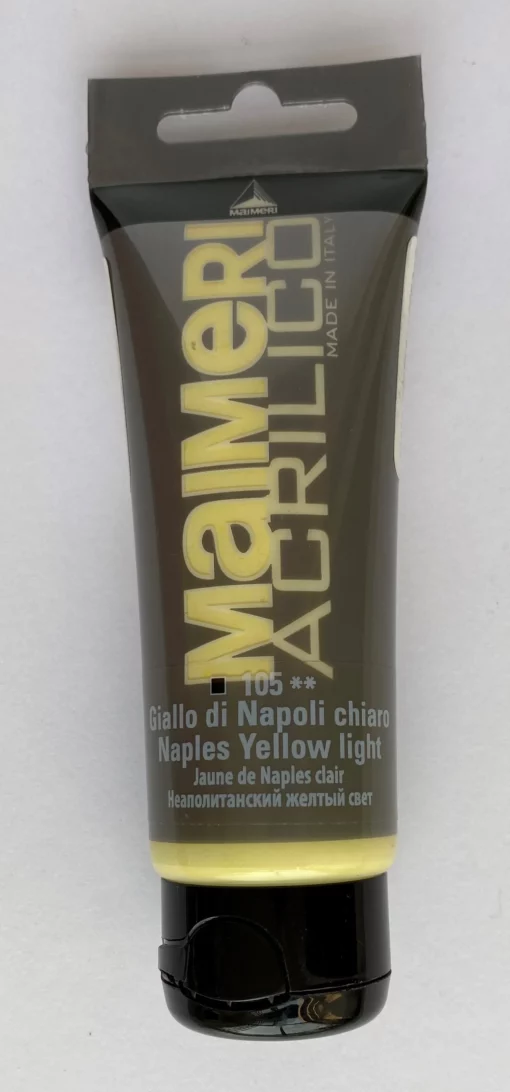 MaIMeRI
MaIMeRI
ACRILICO
MADE IN ITALY
105 **
Giallo di Napoli chiaro
Naples Yellow light
Jaune de Naples clair
Неаполитанский желтый свет